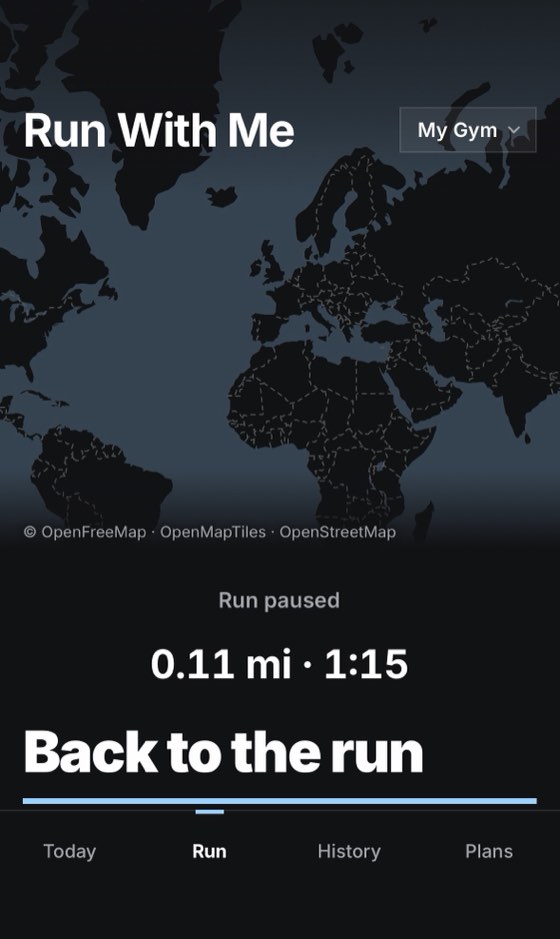 Run With Me
My Gym
© OpenFreeMap · OpenMapTiles · OpenStreetMap
Run paused
0.11 mi · 1:15
Back to the run
Today Run History Plans